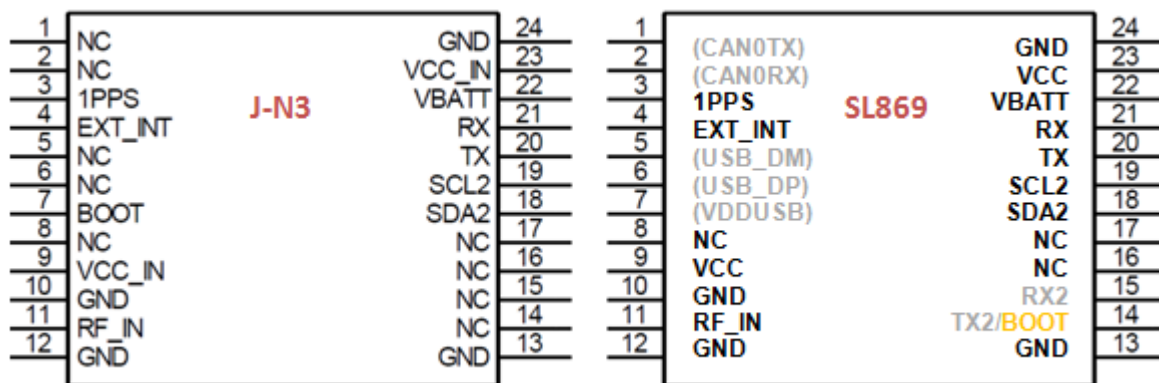 1 NC GND 24
2 NC VCC_IN 23
3 1PPS J-N3 VBATT 22
4 EXT_INT RX 21
5 NC TX 20
6 NC SCL2 19
7 BOOT SDA2 18
8 NC NC 17
9 VCC_IN NC 16
10 GND NC 15
11 RF_IN NC 14
12 GND GND 13
1 (CAN0TX) GND 24
2 (CAN0RX) VCC 23
3 1PPS SL869 VBATT 22
4 EXT_INT RX 21
5 (USB_DM) TX 20
6 (USB_DP) SCL2 19
7 (VDDUSB) SDA2 18
8 NC NC 17
9 VCC NC 16
10 GND RX2 15
11 RF_IN TX2/BOOT 14
12 GND GND 13